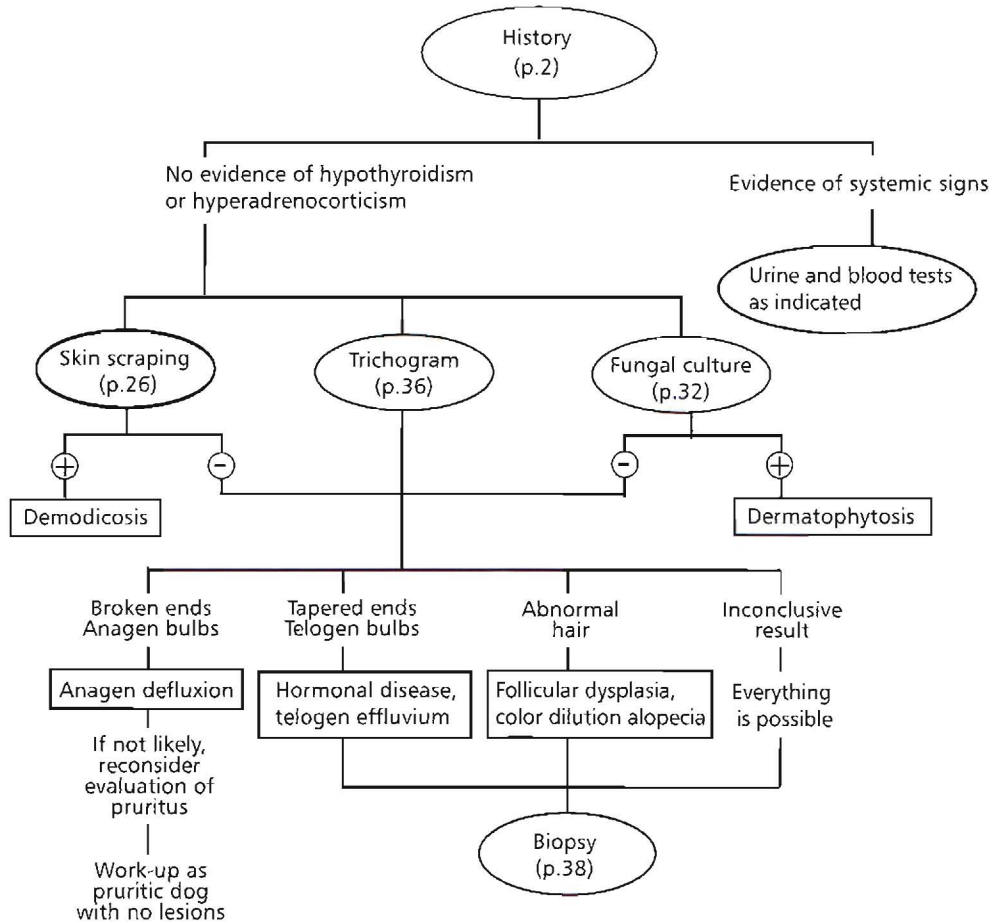 History
(p.2)
No evidence of hypothyroidism
or hyperadrenocorticism
Evidence of systemic signs
Urine and blood tests
as indicated
Skin scraping
(p.26)
Trichogram
(p.36)
Fungal culture
(p.32)
+
-
-
+
Demodicosis
Dermatophytosis
Broken ends
Anagen bulbs
Tapered ends
Telogen bulbs
Abnormal
hair
Inconclusive
result
Anagen defluxion
Hormonal disease,
telogen effluvium
Follicular dysplasia,
color dilution alopecia
Everything
is possible
If not likely,
reconsider
evaluation of
pruritus
Work-up as
pruritic dog
with no lesions
Biopsy
(p.38)